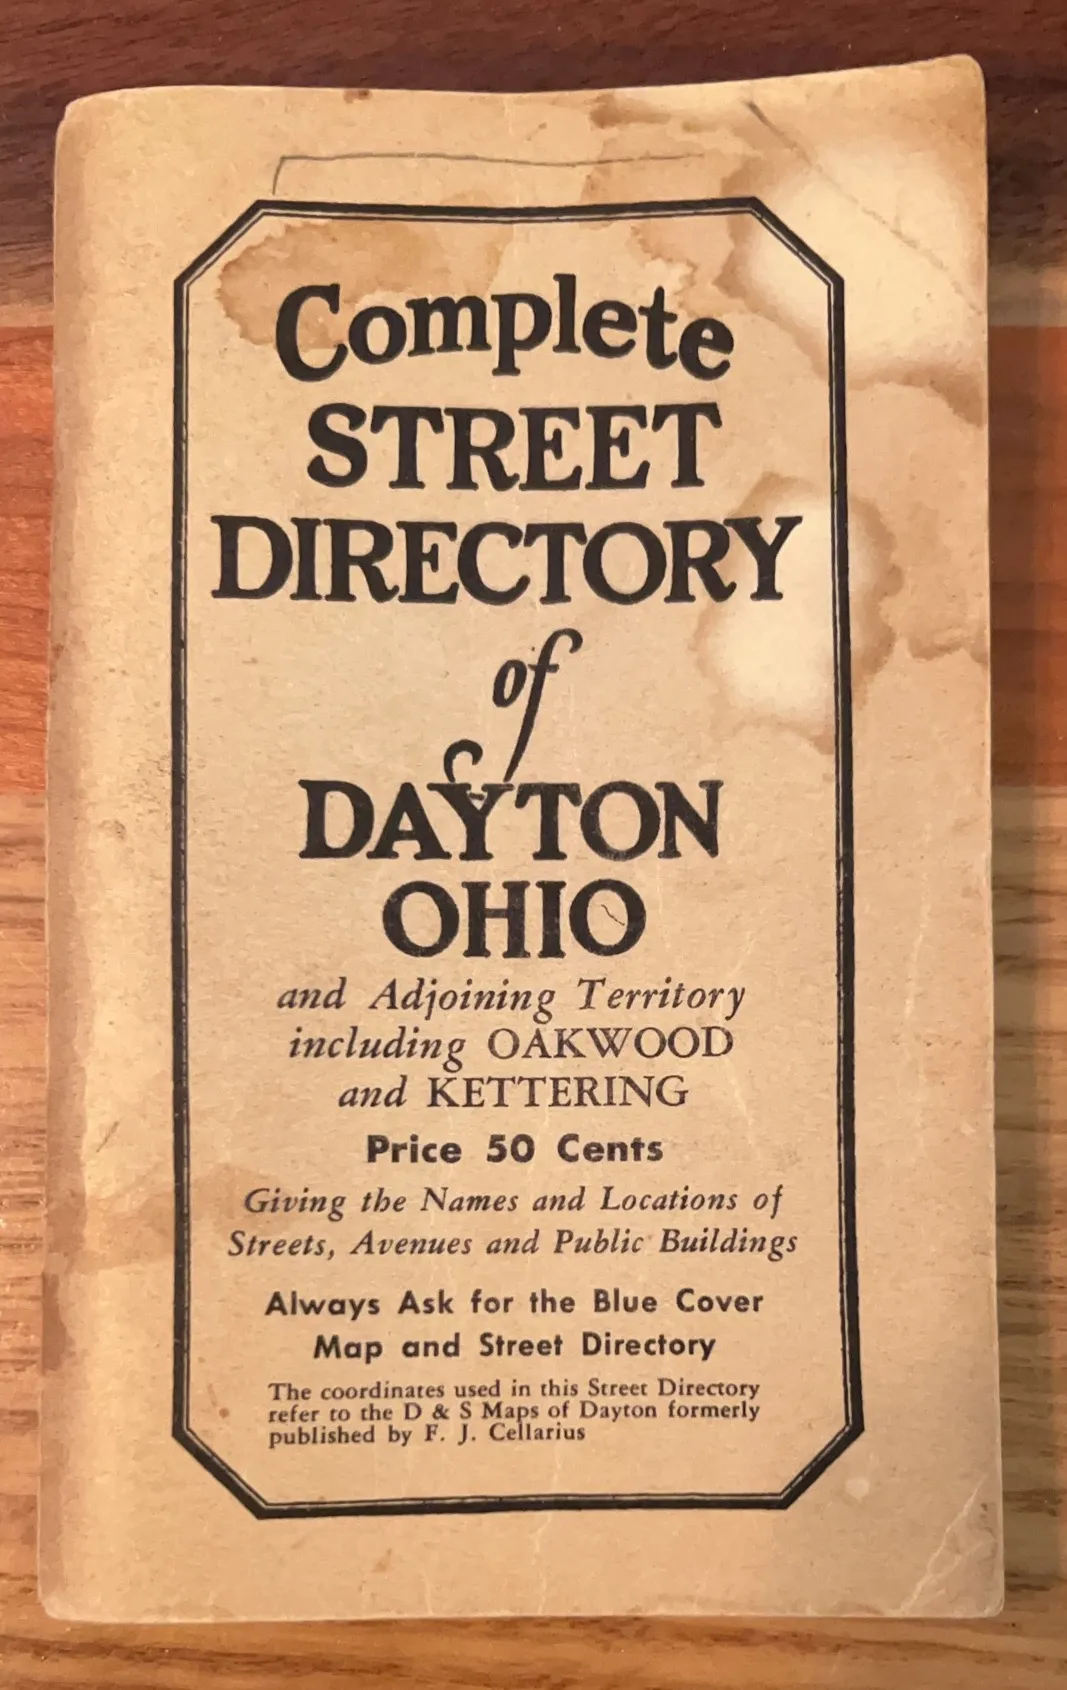 Complete
STREET
DIRECTORY
of
DAYTON
OHIO
and Adjoining Territory
including OAKWOOD
and KETTERING
Price 50 Cents
Giving the Names and Locations of
Streets, Avenues and Public Buildings
Always Ask for the Blue Cover
Map and Street Directory
The coordinates used in this Street Directory
refer to the D & S Maps of Dayton formerly
published by F. J. Cellarius